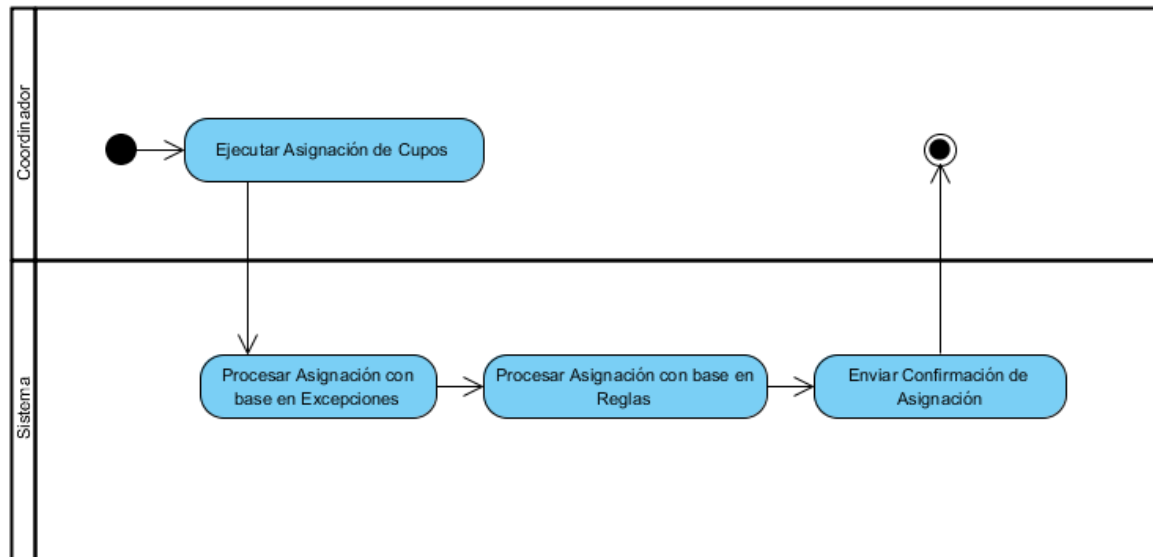 Coordinador
Ejecutar Asignación de Cupos
Sistema
Procesar Asignación con
base en Excepciones
Procesar Asignación con base en
Reglas
Enviar Confirmación de
Asignación